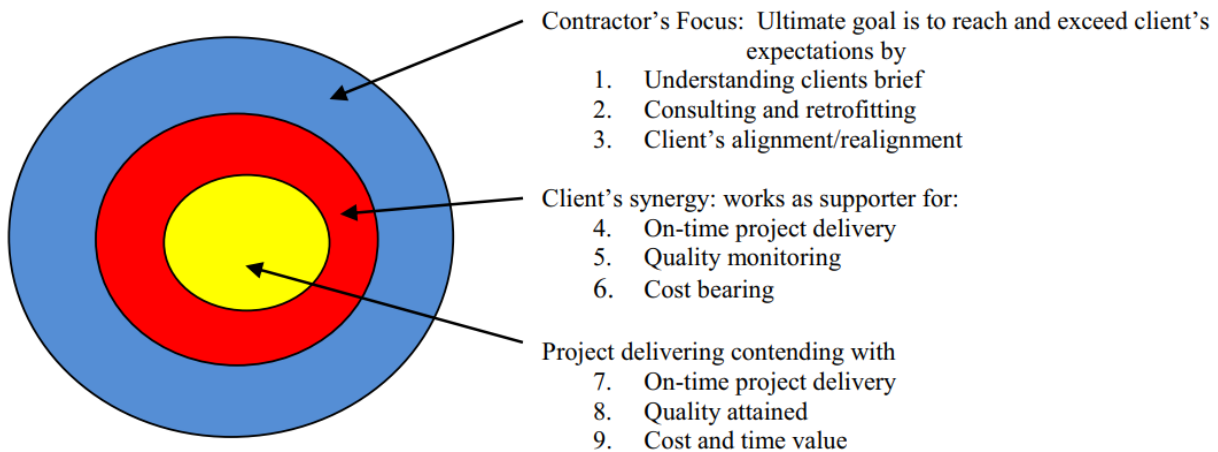 Contractor's Focus: Ultimate goal is to reach and exceed client's
expectations by
1. Understanding clients brief
2. Consulting and retrofitting
3. Client's alignment/realignment
Client's synergy: works as supporter for:
4. On-time project delivery
5. Quality monitoring
6. Cost bearing
Project delivering contending with
7. On-time project delivery
8. Quality attained
9. Cost and time value